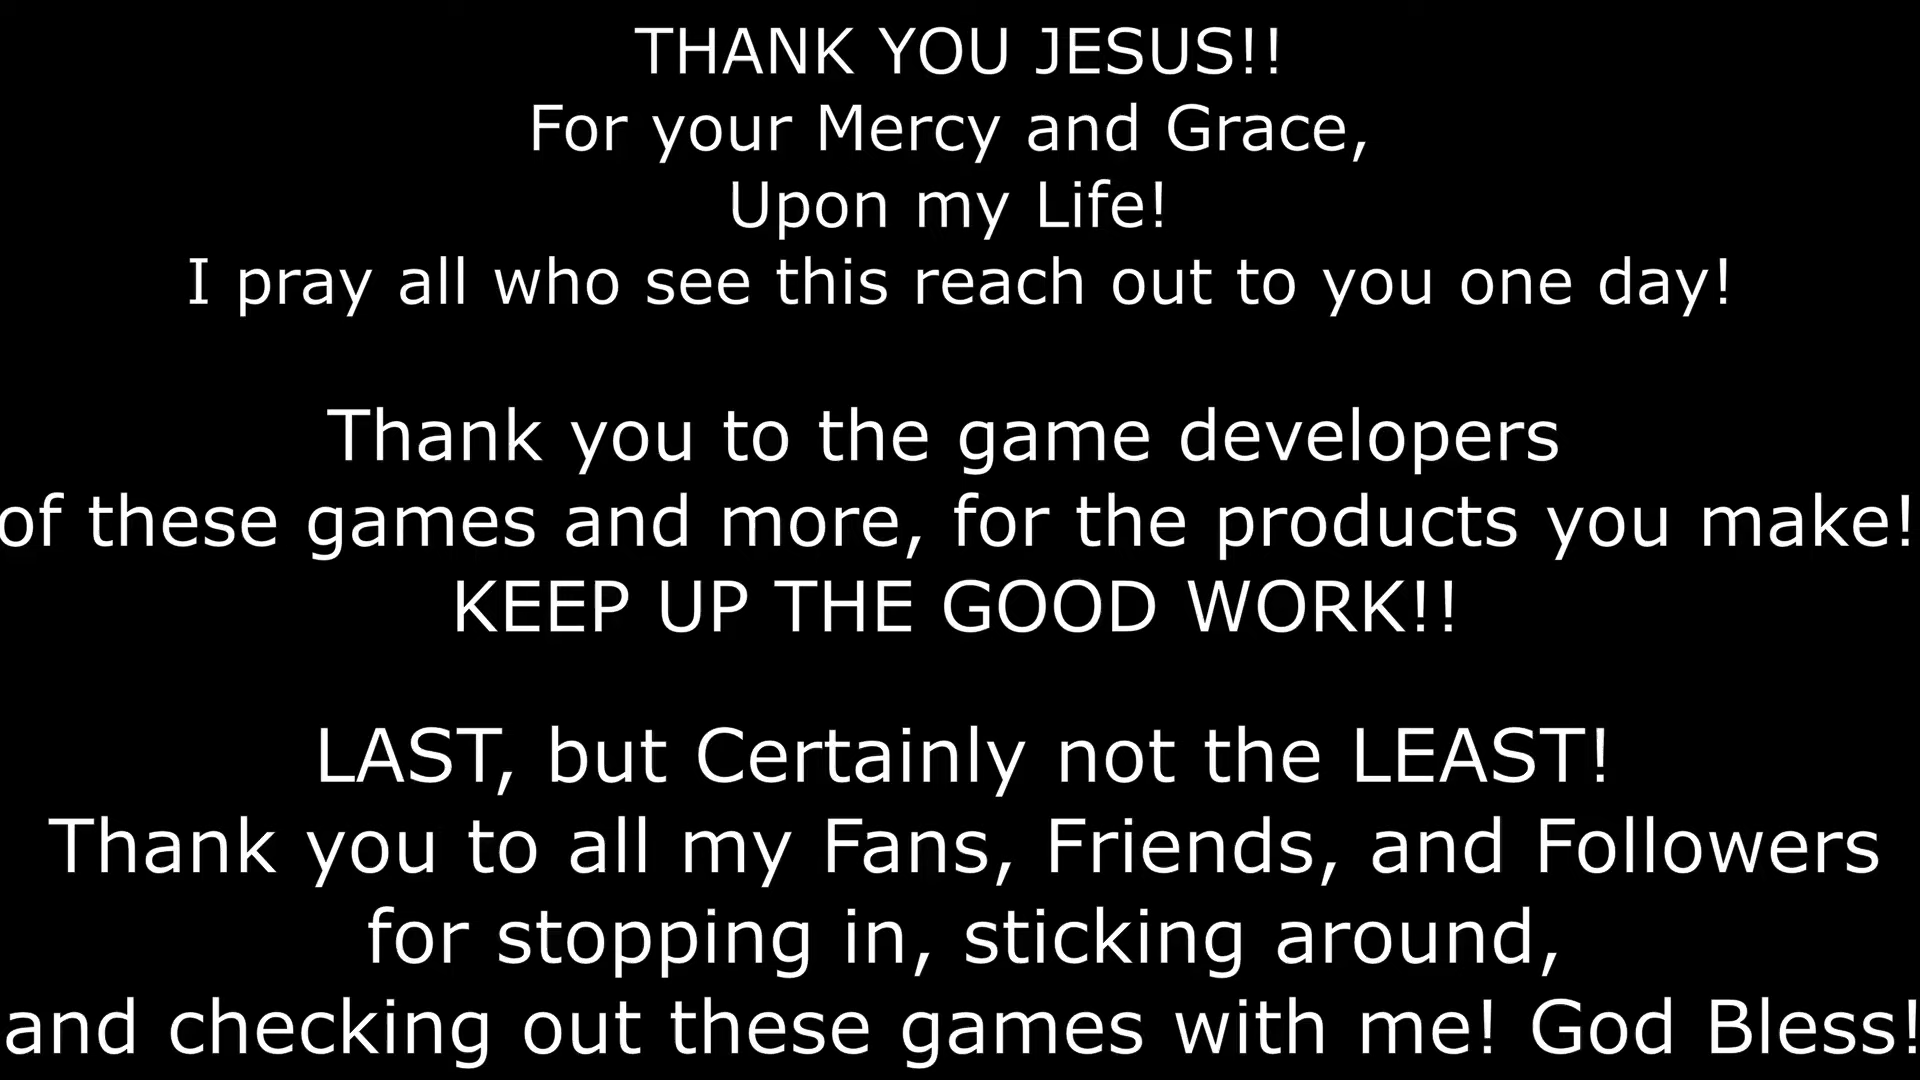 THANK YOU JESUS!!
For your Mercy and Grace,
Upon my Life!
I pray all who see this reach out to you one day!
Thank you to the game developers
of these games and more, for the products you make!
KEEP UP THE GOOD WORK!!
LAST, but Certainly not the LEAST!
Thank you to all my Fans, Friends, and Followers
for stopping in, sticking around,
and checking out these games with me! God Bless!